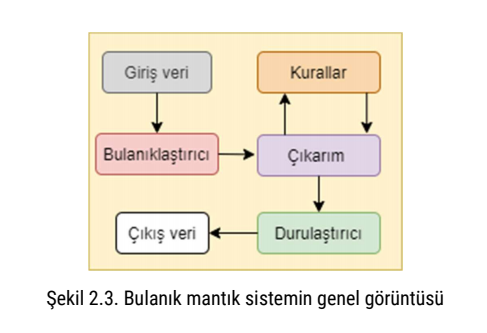 Giriş veri
Kurallar
Bulanıklaştırıcı
Çıkarım
Çıkış veri
Durulaştırıcı
Şekil 2.3. Bulanık mantık sistemin genel görüntüsü